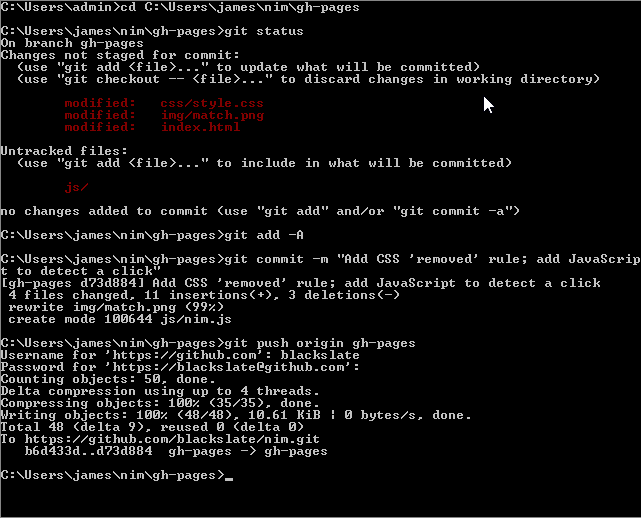 C:\Users\admin>cd C:\Users\james\nim\gh-pages
C:\Users\james\nim\gh-pages>git status
On branch gh-pages
Changes not staged for commit:
  (use "git add <file>..." to update what will be committed)
  (use "git checkout -- <file>..." to discard changes in working directory)
        modified:   css/style.css
        modified:   img/match.png
        modified:   index.html
Untracked files:
  (use "git add <file>..." to include in what will be committed)
        js/
no changes added to commit (use "git add" and/or "git commit -a")
C:\Users\james\nim\gh-pages>git add -A
C:\Users\james\nim\gh-pages>git commit -m "Add CSS 'removed' rule; add JavaScrip
t to detect a click"
[gh-pages d73d884] Add CSS 'removed' rule; add JavaScript to detect a click
 4 files changed, 11 insertions(+), 3 deletions(-)
 rewrite img/match.png (99%)
 create mode 100644 js/nim.js
C:\Users\james\nim\gh-pages>git push origin gh-pages
Username for 'https://github.com': blackslate
Password for 'https://blackslate@github.com':
Counting objects: 50, done.
Delta compression using up to 4 threads.
Compressing objects: 100% (35/35), done.
Writing objects: 100% (48/48), 10.61 KiB ¦ 0 bytes/s, done.
Total 48 (delta 9), reused 0 (delta 0)
To https://github.com/blackslate/nim.git
   b6d433d..d73d884  gh-pages -> gh-pages
C:\Users\james\nim\gh-pages>_